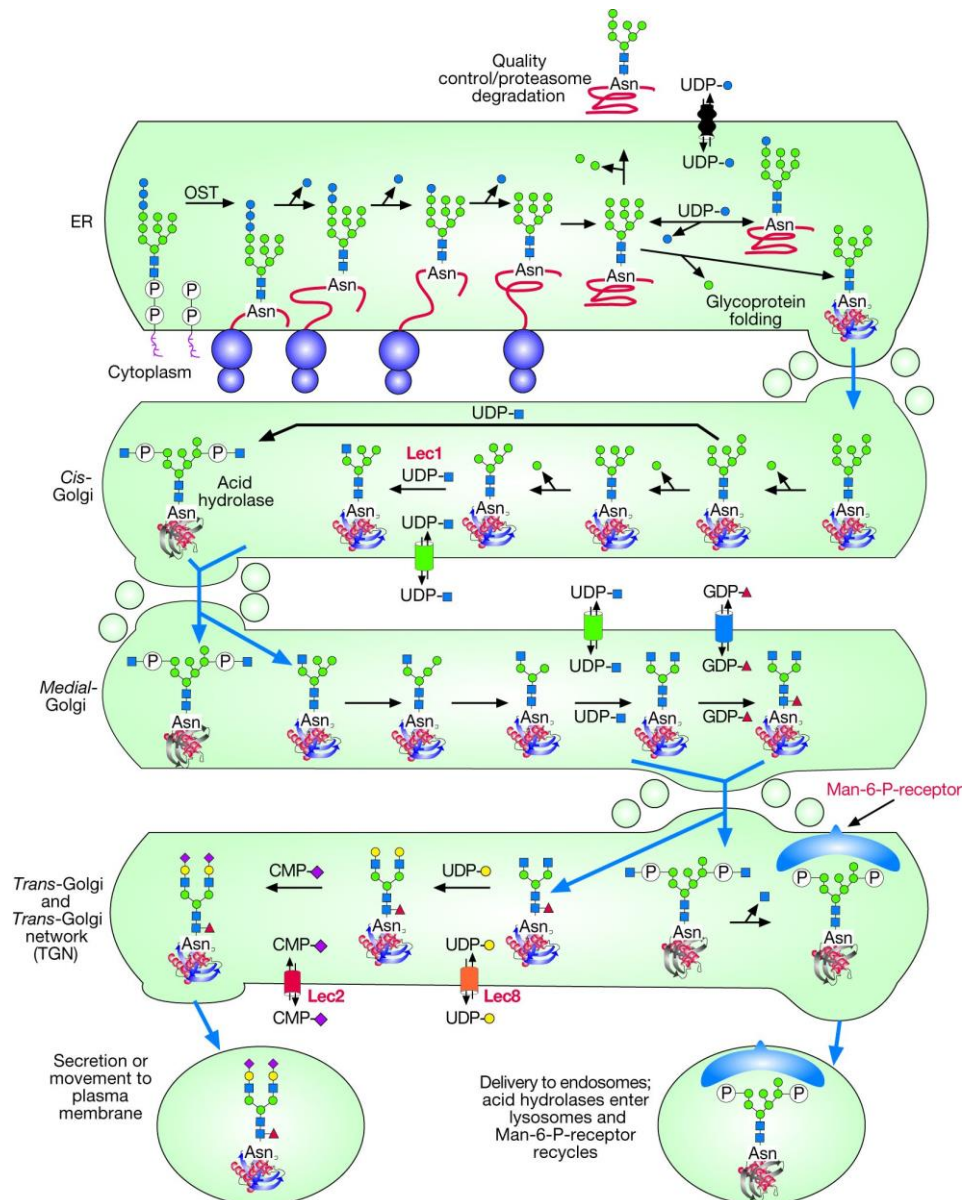 Quality
control/proteasome
degradation
Asn
UDP-
UDP-
ER
OST
UDP-
Asn
Asn
Asn
Asn
Asn
Asn
Asn
P
P
P
P
Glycoprotein
folding
Cytoplasm
UDP-
P
P
Lec1
UDP-
Cis-
Golgi
Acid
hydrolase
Asn
Asn
Asn
Asn
Asn
Asn
UDP-
UDP-
UDP-
GDP-
P
P
UDP-
GDP-
Medial-
Golgi
Asn
Asn
Asn
Asn
UDP-
Asn
GDP-
Asn
Man-6-P-receptor
Trans-Golgi
and
Trans-Golgi
network
(TGN)
CMP-
UDP-
P
P
P
P
Asn
CMP-
Asn
UDP-
Asn
Asn
Asn
Lec2
Lec8
CMP-
UDP-
Secretion or
movement to
plasma
membrane
Asn
Delivery to endosomes;
acid hydrolases enter
lysosomes and
Man-6-P-receptor
recycles
P
P
Asn